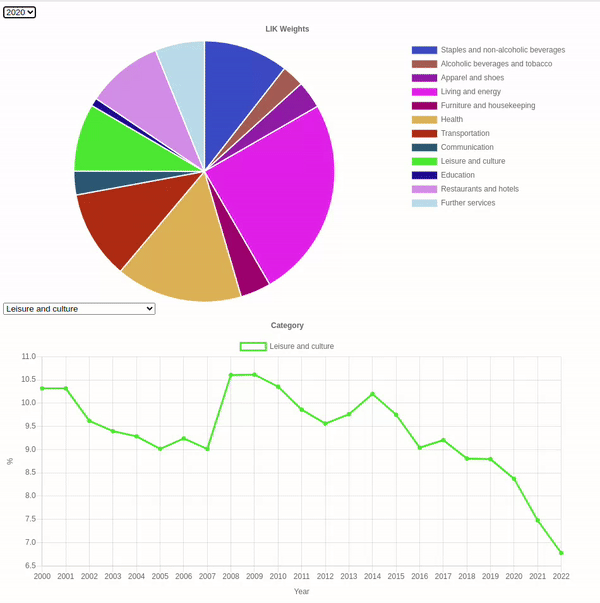 2020
LIK Weights
Staples and non-alcoholic beverages
Alcoholic beverages and tobacco
Apparel and shoes
Living and energy
Furniture and housekeeping
Health
Transportation
Communication
Leisure and culture
Education
Restaurants and hotels
Further services
Leisure and culture
Category
Leisure and culture
11.0
10.5
10.0
9.5
9.0
8.5
8.0
7.5
7.0
6.5
%
2000 2001 2002 2003 2004 2005 2006 2007 2008 2009 2010 2011 2012 2013 2014 2015 2016 2017 2018 2019 2020 2021 2022
Year